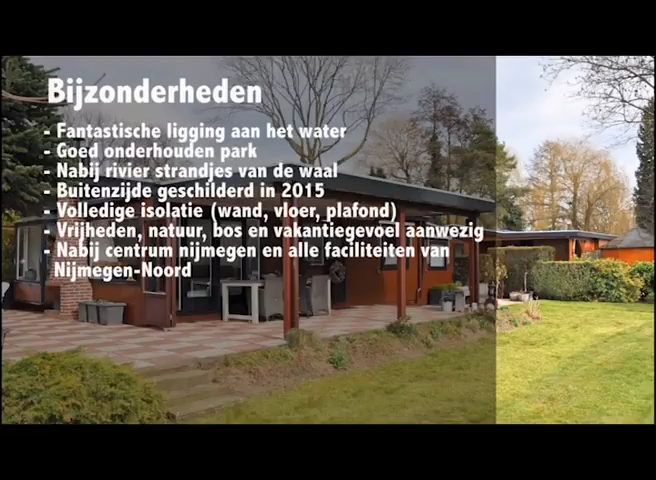 Bijzonderheden
- Fantastische ligging aan het water
- Goed onderhouden park
- Nabij rivier strandjes van de waal
- Buitenzijde geschilderd in 2015
- Volledige isolatie (wand, vloer, plafond)
- Vrijheden, natuur, bos en vakantiegevoel aanwezig
- Nabij centrum nijmegen en alle faciliteiten van
Nijmegen-Noord